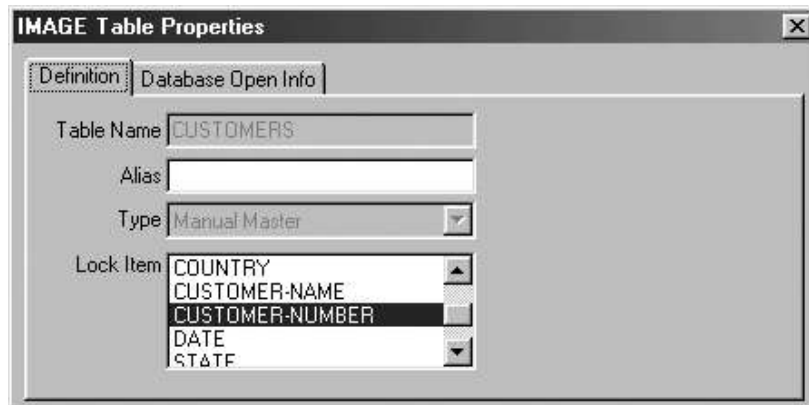 IMAGE Table Properties
Definition Database Open Info
Table Name CUSTOMERS
Alias
Type Manual Master
Lock Item COUNTRY
CUSTOMER-NAME
CUSTOMER-NUMBER
DATE
STATE